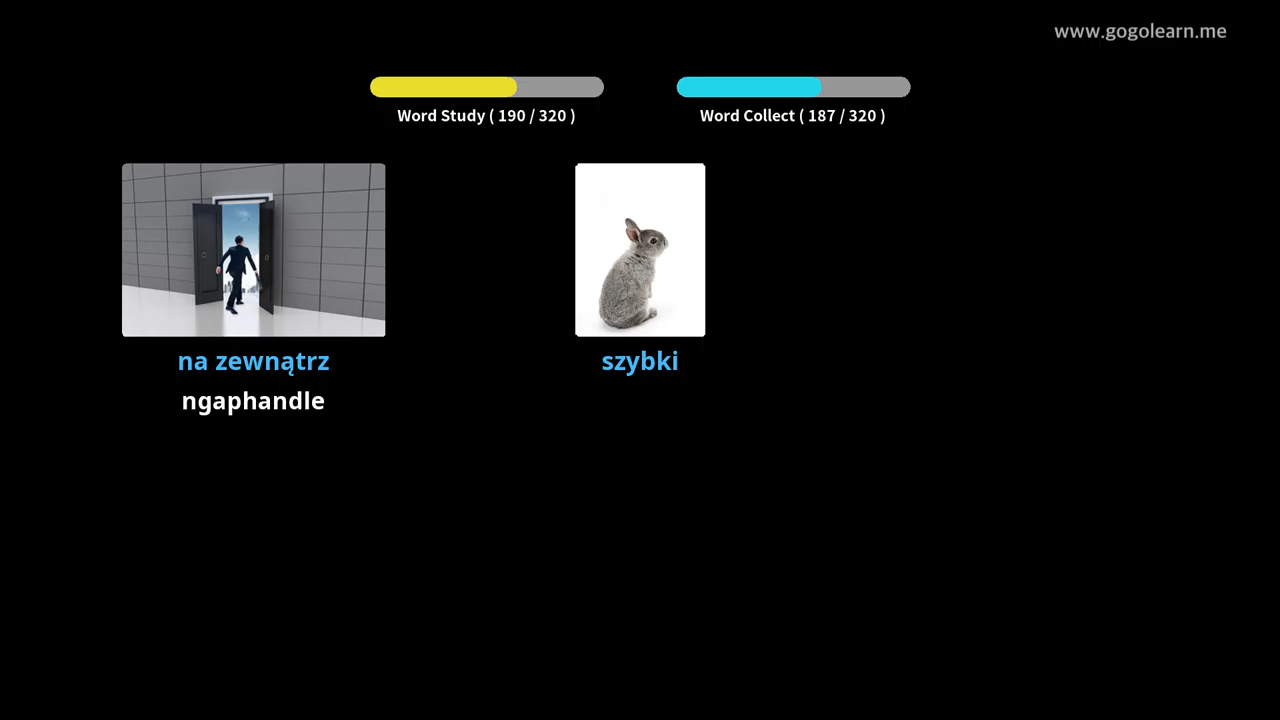 www.gogolearn.me
Word Study ( 190 / 320 )
Word Collect ( 187 / 320 )
na zewnątrz
szybki
ngaphandle